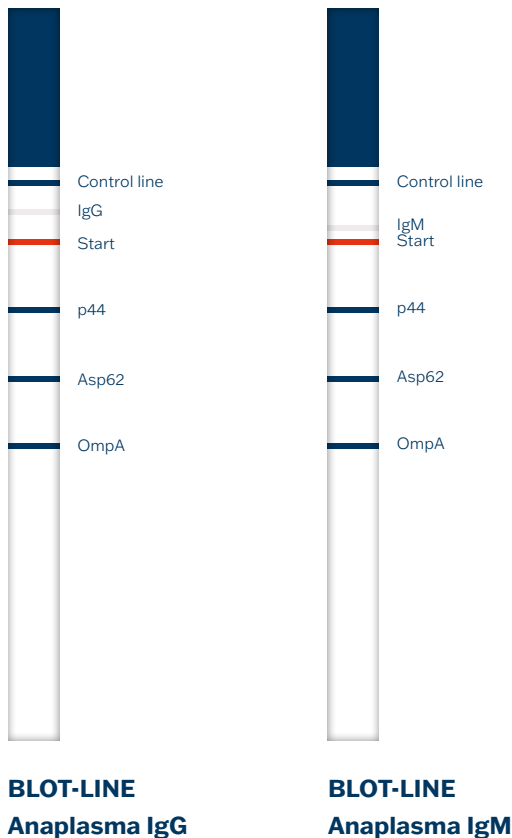 Control line
IgG
Start
p44
Asp62
OmpA
BLOT-LINE
Anaplasma IgG
Control line
IgM
Start
p44
Asp62
OmpA
BLOT-LINE
Anaplasma IgM